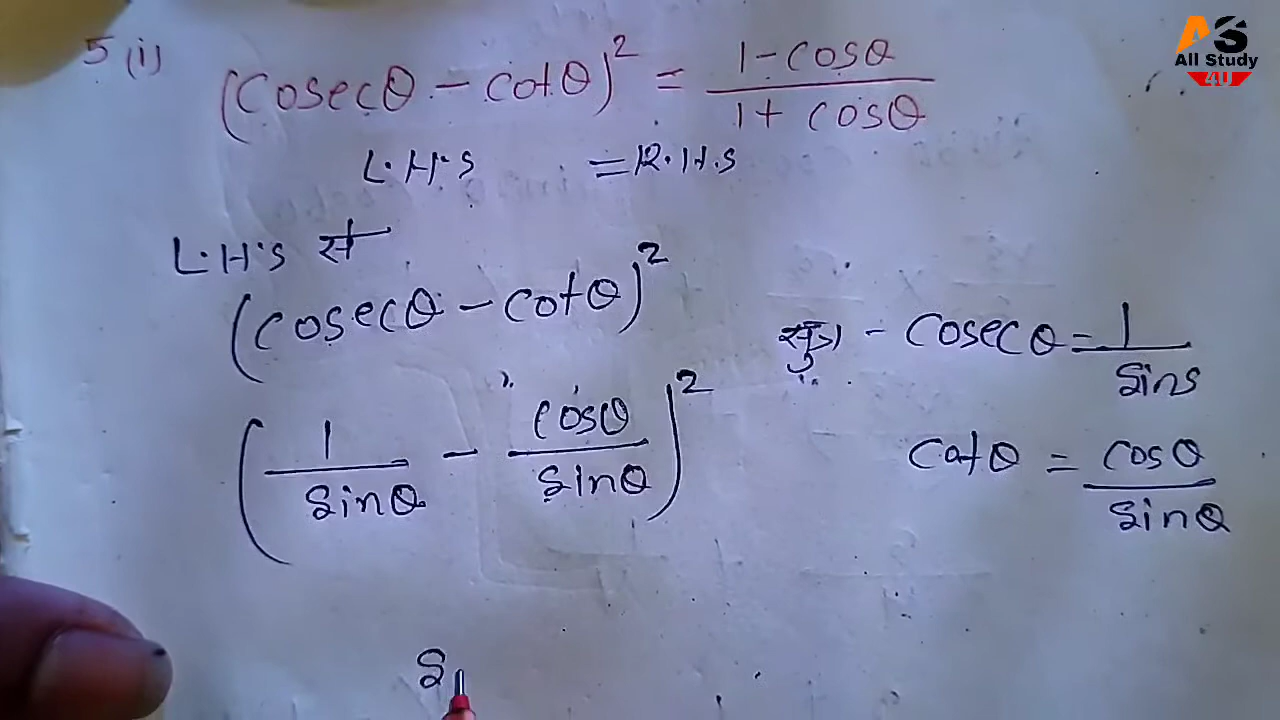 5 (i) (Cosecθ - cotθ)² = 1 - cosθ / 1 + cosθ
L.H.S = R.H.S
L.H.S से
(cosecθ - cotθ)²
सूत्र - Cosecθ = 1 / sins
(1 / sinθ - cosθ / sinθ)²
Catθ = cosθ / sinθ
S
AS
All Study
4U